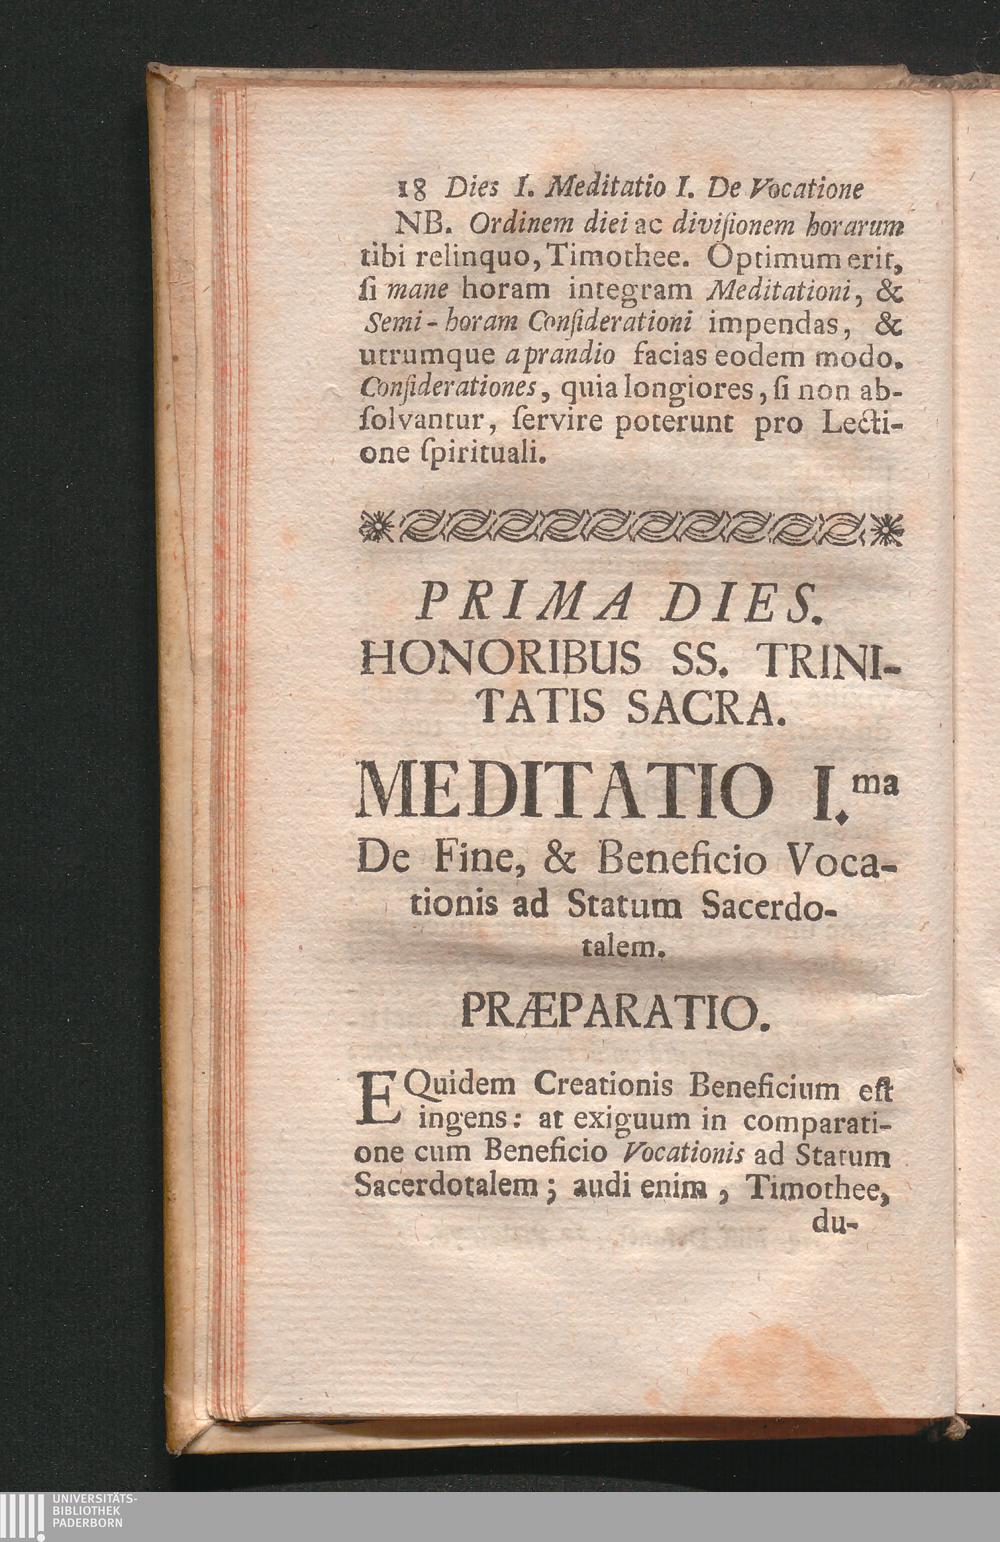 18 Dies I. Meditatio I. De Vocatione
NB. Ordinem diei ac diviſionem horarum
tibi relinquo, Timothee. Optimum erit,
ſi mane horam integram Meditationi, &
Semi-horam Conſiderationi impendas, &
utrumque a prandio facias eodem modo.
Conſiderationes, quia longiores, ſi non ab-
ſolvantur, ſervire poterunt pro Lecti-
one ſpirituali.
PRIMA DIES.
HONORIBUS SS. TRINI-
TATIS SACRA.
MEDITATIO I.ma
De Fine, & Beneficio Voca-
tionis ad Statum Sacerdo-
talem.
PRÆPARATIO.
EQuidem Creationis Beneficium eſt
ingens: at exiguum in comparati-
one cum Beneficio Vocationis ad Statum
Sacerdotalem; audi enim, Timothee,
du-
UNIVERSITÄTS-
BIBLIOTHEK
PADERBORN